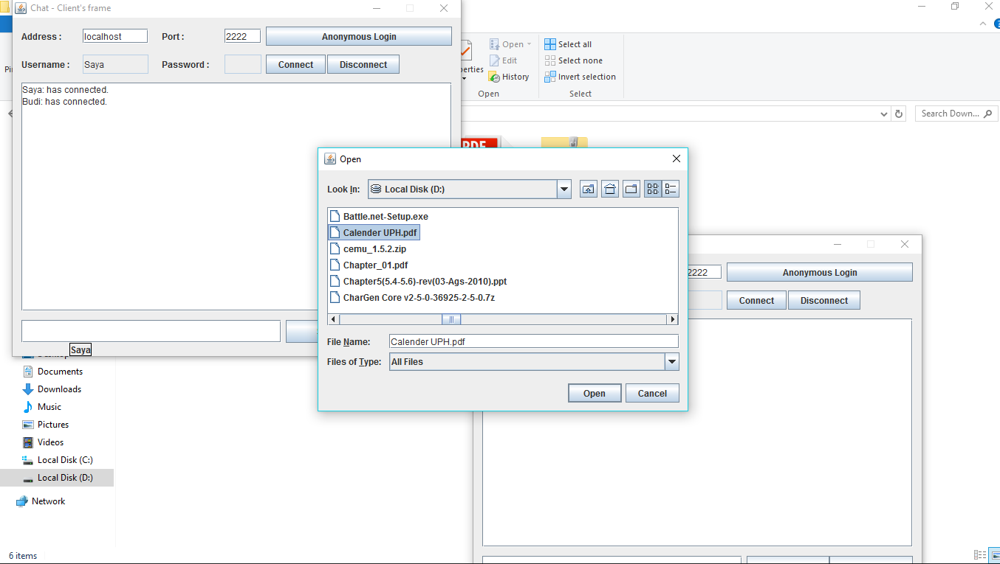 Chat - Client's frame
Address : localhost Port : 2222 Anonymous Login
Username : Saya Password : Connect Disconnect
Saya: has connected.
Budi: has connected.
Saya
Open
Edit
History
Open
Select all
Select none
Invert selection
Select
Search Down...
PDF
Open
Look In: Local Disk (D:)
Battle.net-Setup.exe
Calender UPH.pdf
cemu_1.5.2.zip
Chapter_01.pdf
Chapter5(5.4-5.6)-rev(03-Ags-2010).ppt
CharGen Core v2-5-0-36925-2-5-0.7z
File Name: Calender UPH.pdf
Files of Type: All Files
Open Cancel
2222 Anonymous Login
Connect Disconnect
Documents
Downloads
Music
Pictures
Videos
Local Disk (C:)
Local Disk (D:)
Network
6 items